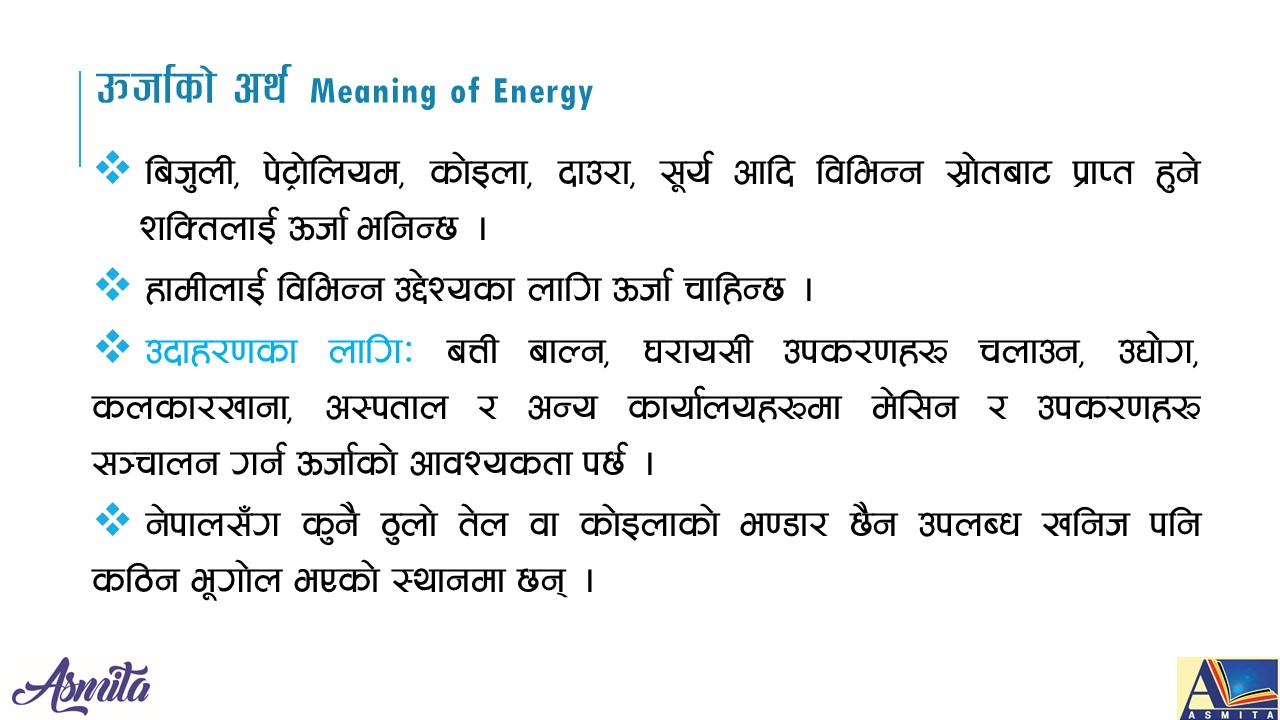 ऊर्जाको अर्थ Meaning of Energy
❖ बिजुली, पेट्रोलियम, कोइला, दाउरा, सूर्य आदि विभिन्न स्रोतबाट प्राप्त हुने
शक्तिलाई ऊर्जा भनिन्छ ।
❖ हामीलाई विभिन्न उद्देश्यका लागि ऊर्जा चाहिन्छ ।
❖ उदाहरणका लागि: बत्ती बाल्न, घरायसी उपकरणहरू चलाउन, उद्योग,
कलकारखाना, अस्पताल र अन्य कार्यालयहरूमा मेसिन र उपकरणहरू
सञ्चालन गर्न ऊर्जाको आवश्यकता पर्छ ।
❖ नेपालसँग कुनै ठुलो तेल वा कोइलाको भण्डार छैन उपलब्ध खनिज पनि
कठिन भूगोल भएको स्थानमा छन् ।
Asmita
ASMITA